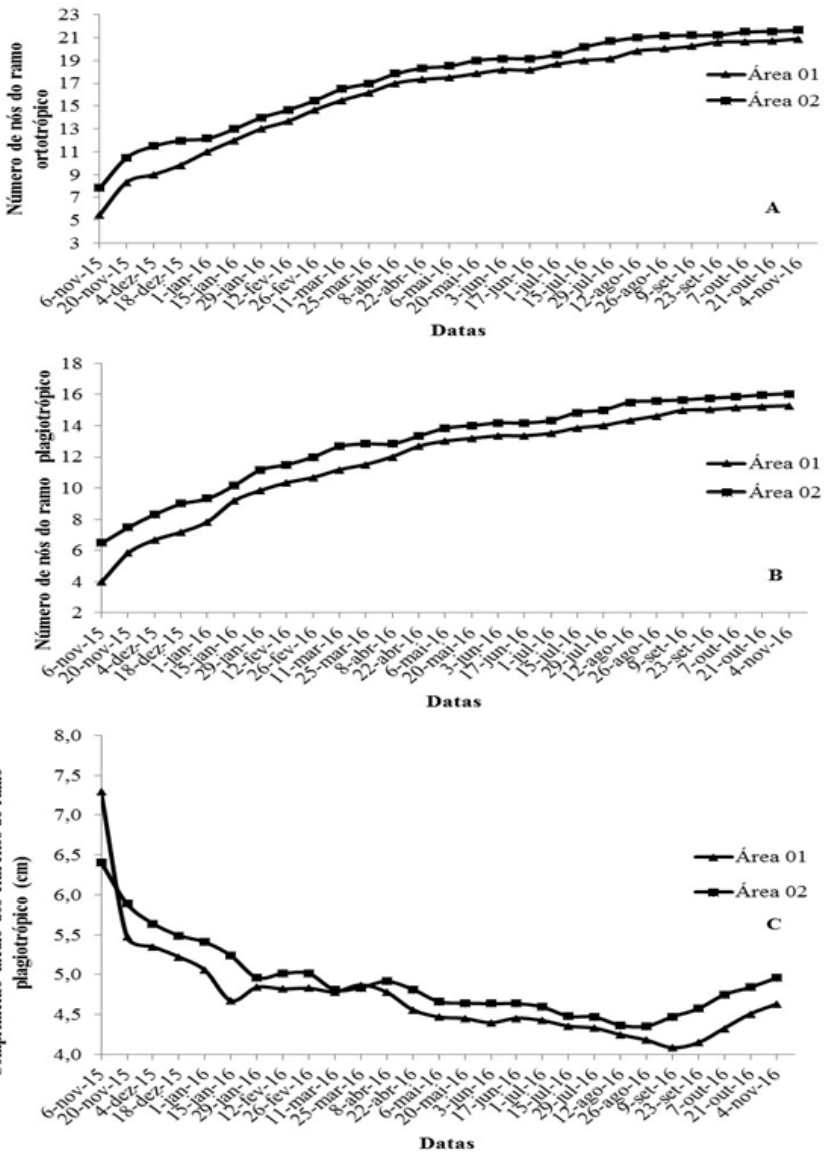 23
21
19
17
15
13
11
9
7
5
3
Número de nós do ramo
ortotrópico
Área 01
Área 02
A
6-nov-15
20-nov-15
4-dez-15
18-dez-15
1-jan-16
15-jan-16
29-jan-16
12-fev-16
26-fev-16
11-mar-16
25-mar-16
8-abr-16
22-abr-16
6-mai-16
20-mai-16
3-jun-16
17-jun-16
1-jul-16
15-jul-16
29-jul-16
12-ago-16
26-ago-16
9-set-16
23-set-16
7-out-16
21-out-16
4-nov-16
Datas
18
16
14
12
10
8
6
4
2
Número de nós do ramo plagiotrópico
Área 01
Área 02
B
6-nov-15
20-nov-15
4-dez-15
18-dez-15
1-jan-16
15-jan-16
29-jan-16
12-fev-16
26-fev-16
11-mar-16
25-mar-16
8-abr-16
22-abr-16
6-mai-16
20-mai-16
3-jun-16
17-jun-16
1-jul-16
15-jul-16
29-jul-16
12-ago-16
26-ago-16
9-set-16
23-set-16
7-out-16
21-out-16
4-nov-16
Datas
8,0
7,5
7,0
6,5
6,0
5,5
5,0
4,5
4,0
plagiotrópico (cm)
Área 01
Área 02
C
6-nov-15
20-nov-15
4-dez-15
18-dez-15
1-jan-16
15-jan-16
29-jan-16
12-fev-16
26-fev-16
11-mar-16
25-mar-16
8-abr-16
22-abr-16
6-mai-16
20-mai-16
3-jun-16
17-jun-16
1-jul-16
15-jul-16
29-jul-16
12-ago-16
26-ago-16
9-set-16
23-set-16
7-out-16
21-out-16
4-nov-16
Datas